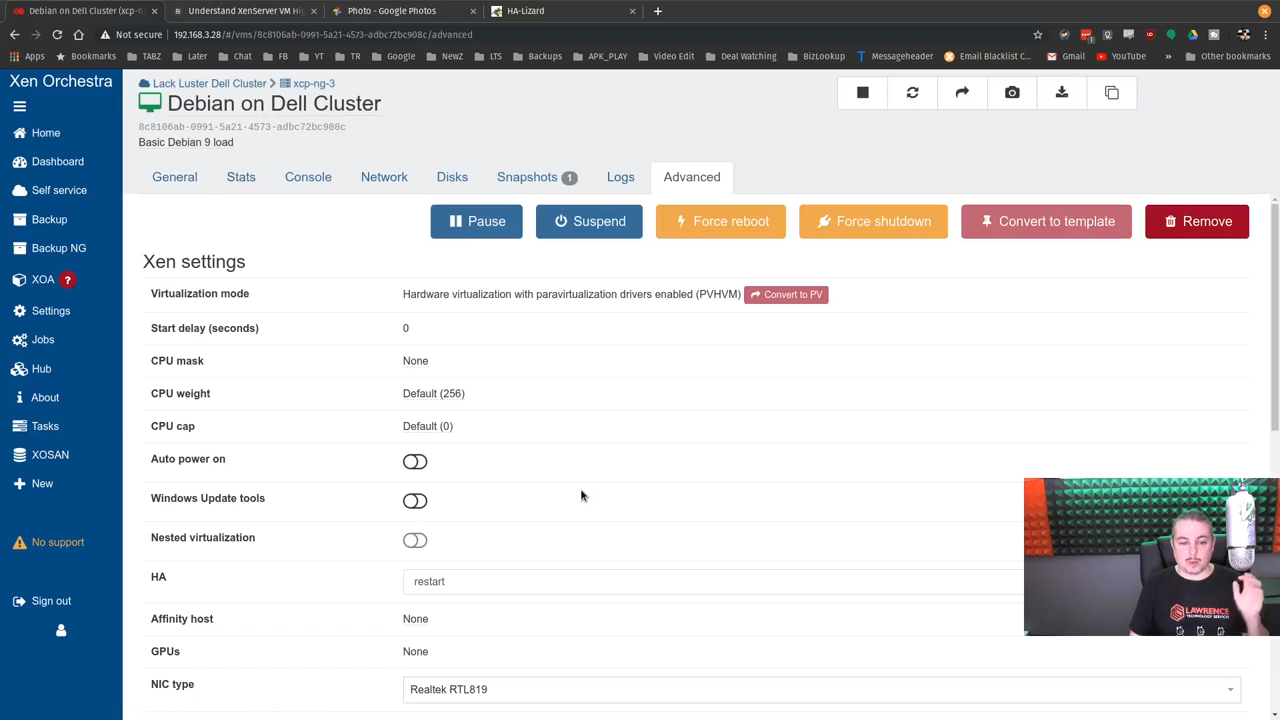 Debian on Dell Cluster (xcp-ng-3
Understand XenServer VM Hig
Photo - Google Photos
HA-Lizard
Not secure 192.168.3.28/#/vms/8c8106ab-0991-5a21-4573-adbc72bc908c/advanced
Apps Bookmarks TABZ Later Chat FB YT TR Google NewZ LTS Backups APK_PLAY Video Edit Deal Watching BizLookup Messageheader Email Blacklist C... Gmail YouTube » Other bookmarks
Xen Orchestra
Home
Dashboard
Self service
Backup
Backup NG
XOA ?
Settings
Jobs
Hub
About
Tasks
XOSAN
New
No support
Sign out
Lack Luster Dell Cluster xcp-ng-3
Debian on Dell Cluster
8c8106ab-0991-5a21-4573-adbc72bc908c
Basic Debian 9 load
General Stats Console Network Disks Snapshots 1 Logs Advanced
Pause Suspend Force reboot Force shutdown Convert to template Remove
Xen settings
Virtualization mode Hardware virtualization with paravirtualization drivers enabled (PVHVM) Convert to PV
Start delay (seconds) 0
CPU mask None
CPU weight Default (256)
CPU cap Default (0)
Auto power on
Windows Update tools
Nested virtualization
HA restart
Affinity host None
GPUs None
NIC type Realtek RTL819
LAWRENCE
TECHNOLOGY SERVICES